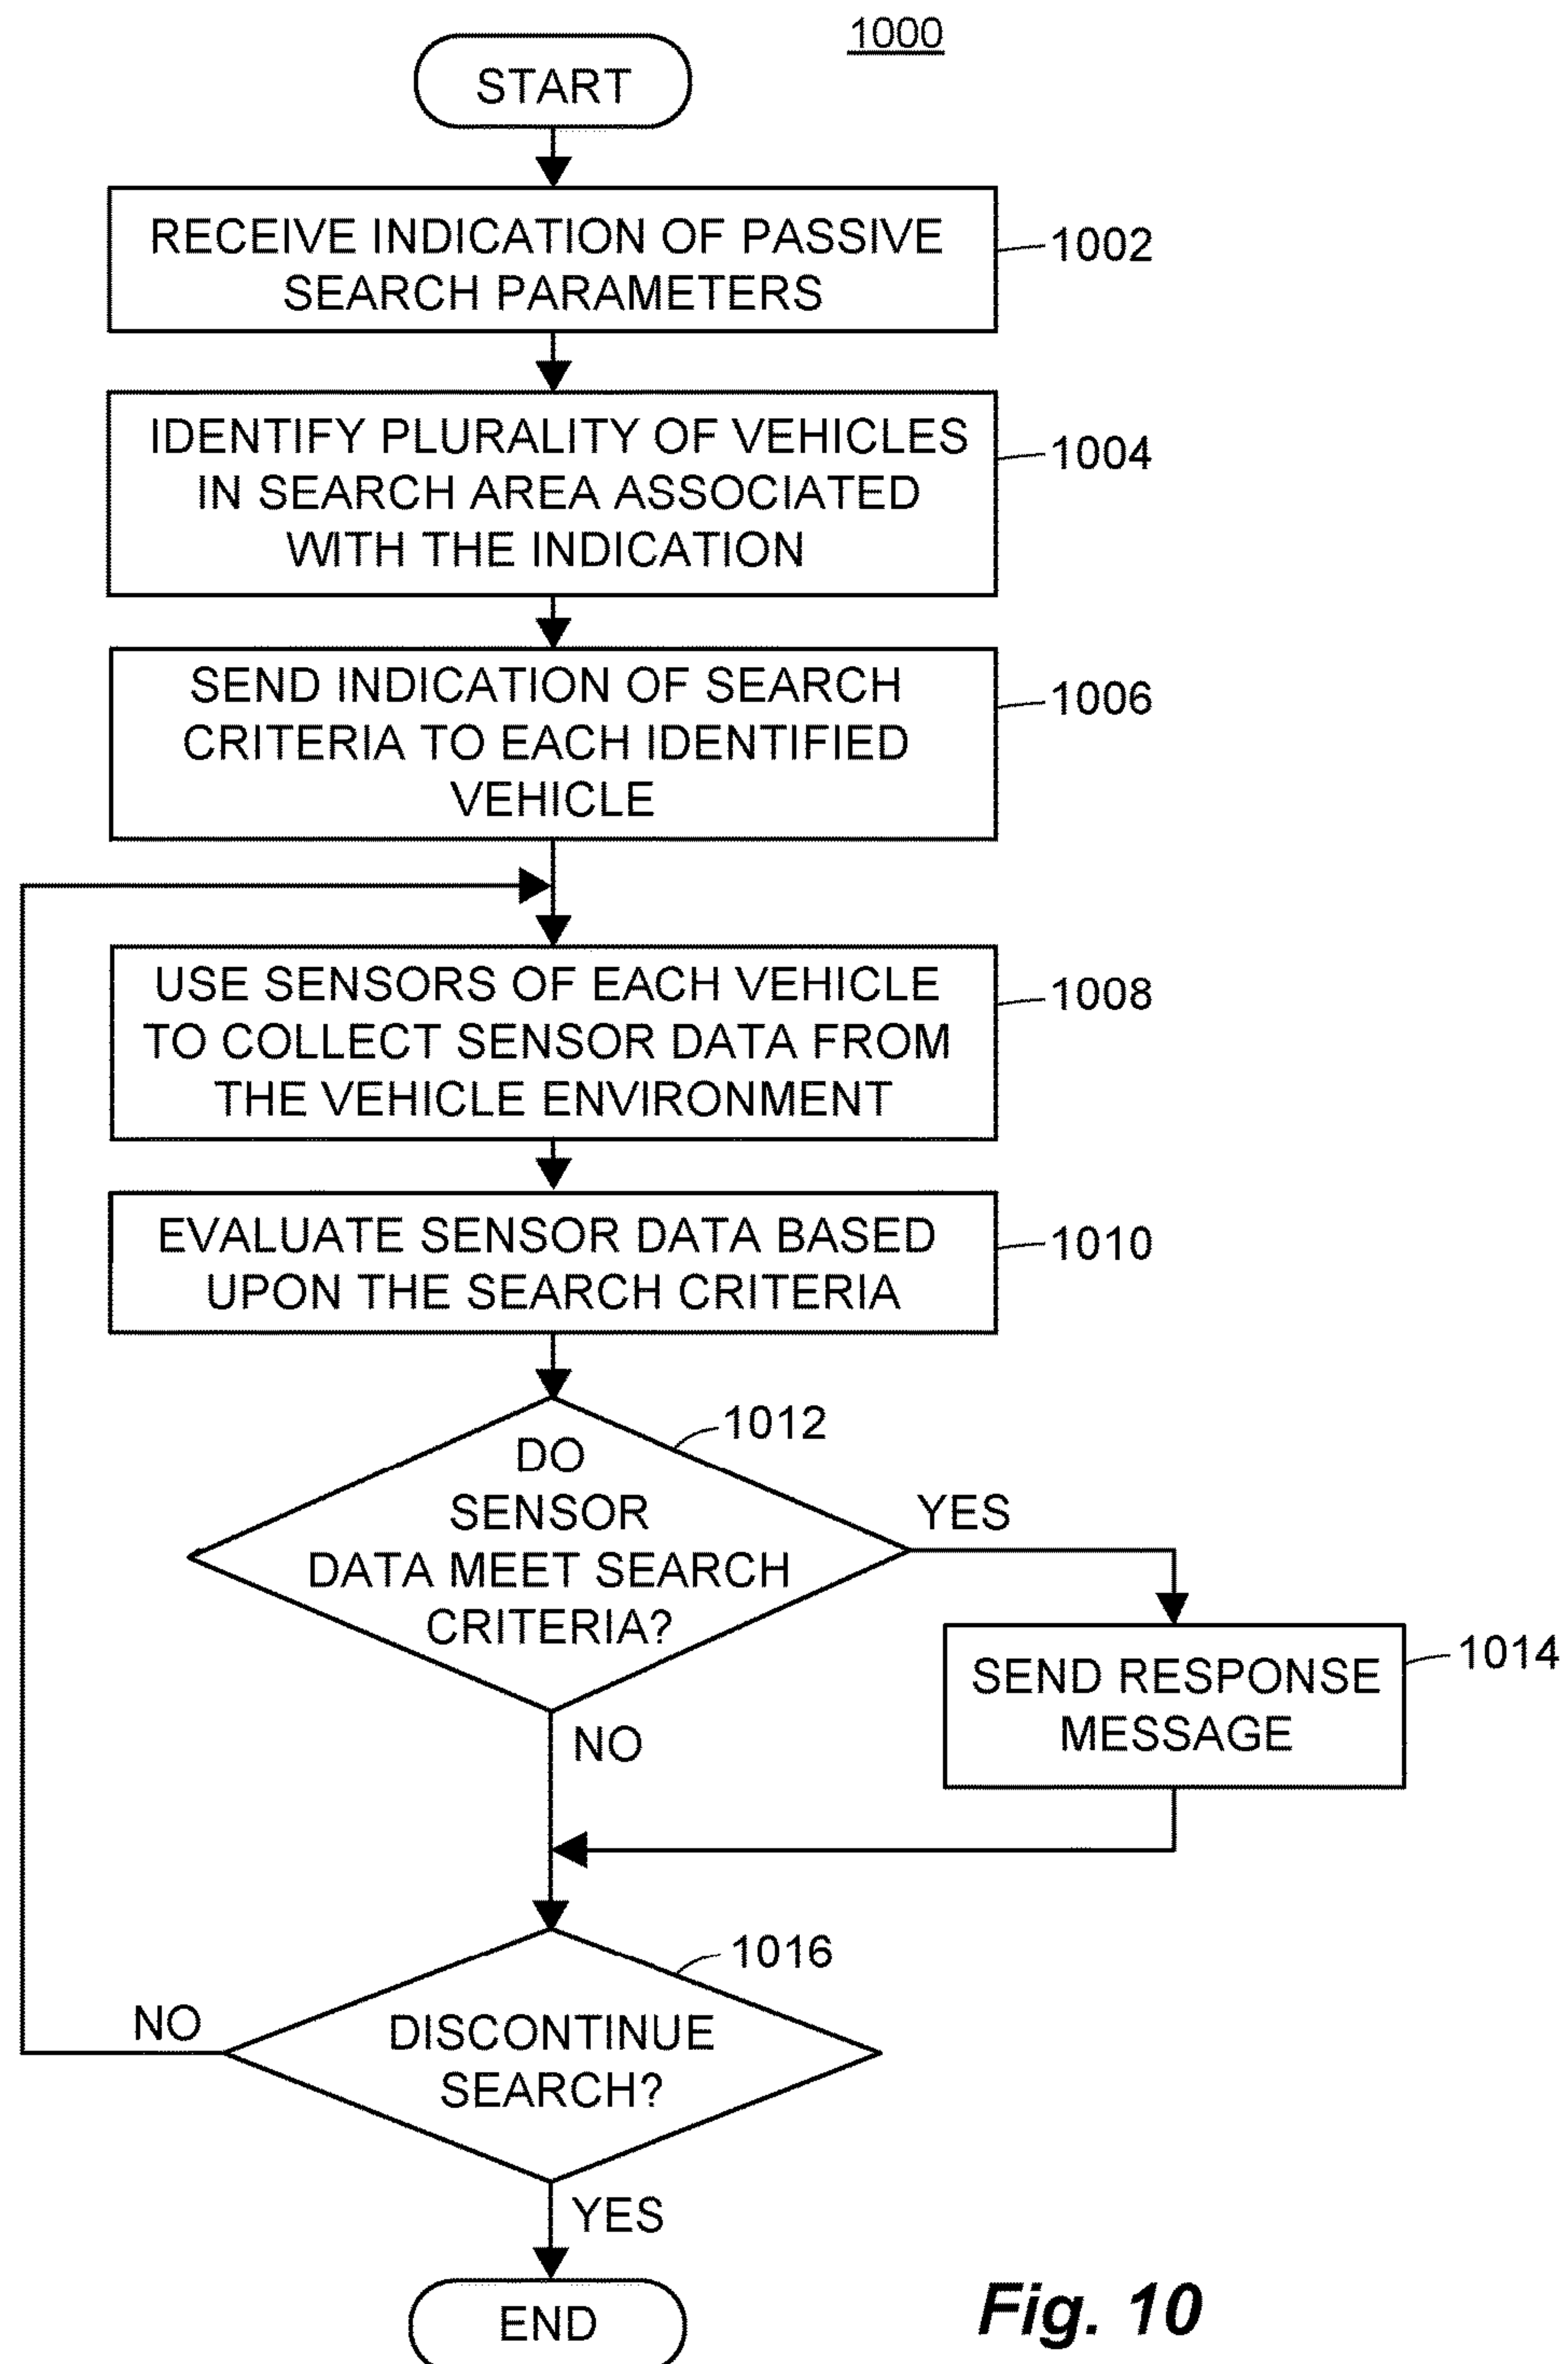 1000
START
RECEIVE INDICATION OF PASSIVE
SEARCH PARAMETERS
1002
IDENTIFY PLURALITY OF VEHICLES
IN SEARCH AREA ASSOCIATED
WITH THE INDICATION
1004
SEND INDICATION OF SEARCH
CRITERIA TO EACH IDENTIFIED
VEHICLE
1006
USE SENSORS OF EACH VEHICLE
TO COLLECT SENSOR DATA FROM
THE VEHICLE ENVIRONMENT
1008
EVALUATE SENSOR DATA BASED
UPON THE SEARCH CRITERIA
1010
DO
SENSOR
DATA MEET SEARCH
CRITERIA?
1012
YES
SEND RESPONSE
MESSAGE
1014
NO
DISCONTINUE
SEARCH?
1016
NO
YES
END
Fig. 10